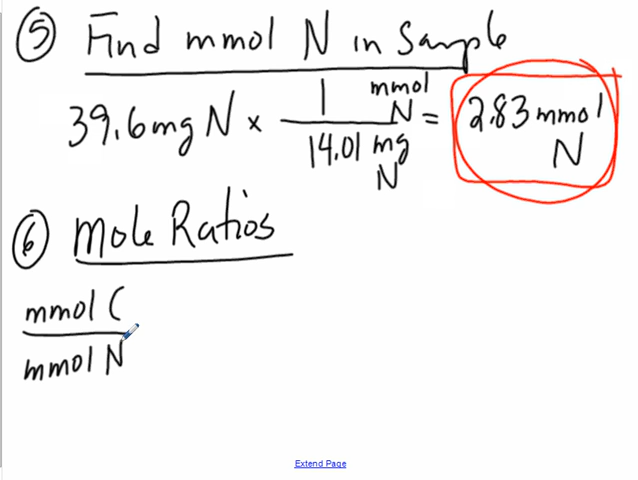 ⑤ Find mmol N in Sample
39.6 mg N × 1 mmol N / 14.01 mg N = 2.83 mmol N
⑥ Mole Ratios
mmol C
mmol N
Extend Page